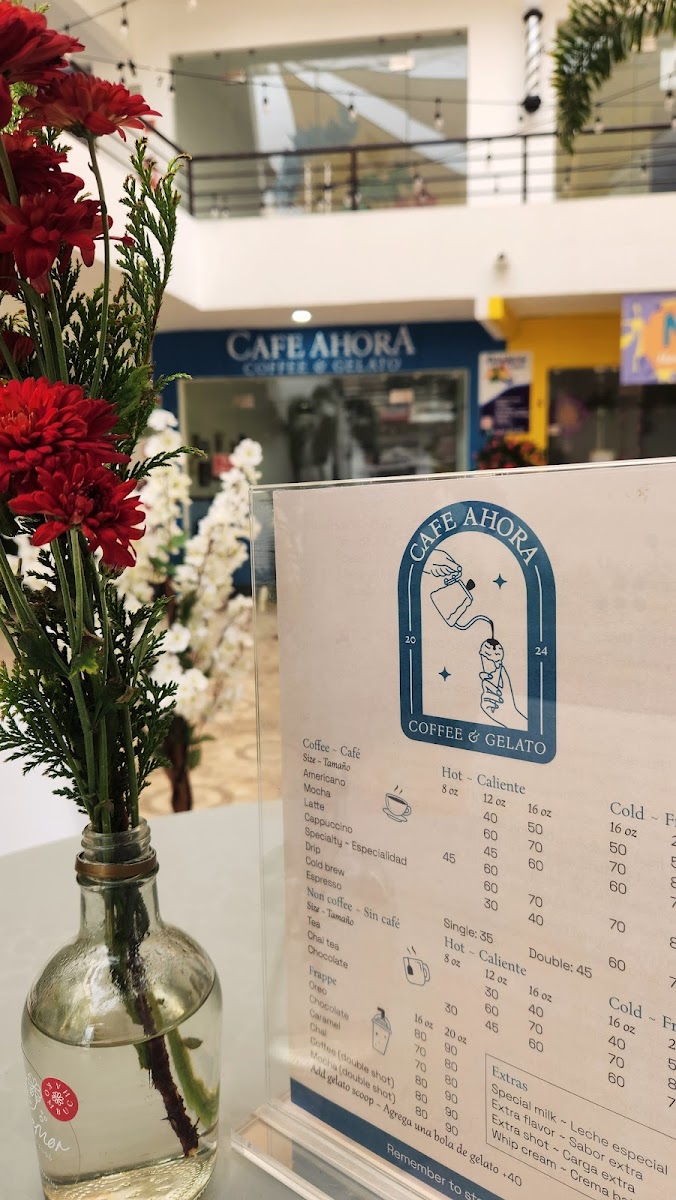 CAFE AHORA
COFFEE & GELATO
CAFE AHORA
20 24
COFFEE & GELATO
Coffee ~ Café
Size - Tamaño
Americano
Mocha
Latte
Cappuccino
Specialty ~ Especialidad
Drip
Cold brew
Espresso
Hot ~ Caliente
8 oz 12 oz 16 oz
40 50
60 70
45 60
45 60
60 70
30 40
Single: 35 Double: 45
Cold ~ Fr
16 oz
50
60
60
70
60
Non coffee - Sin café
Size - Tamaño
Tea
Chai tea
Chocolate
Hot ~ Caliente
8 oz 12 oz 16 oz
30 40
60 70
30 45 60
Cold ~ Fr
16 oz
40
50
60
Frappe
16 oz 20 oz
Oreo 80 90
Chocolate 70 80
Caramel 70 80
Chai 80 90
Coffee (double shot) 80 90
Mocha (double shot) 80 90
Add gelato scoop ~ Agrega una bola de gelato +40
Extras
Special milk ~ Leche especial
Extra flavor ~ Sabor extra
Extra shot ~ Carga extra
Whip cream ~ Crema ba
Remember to st